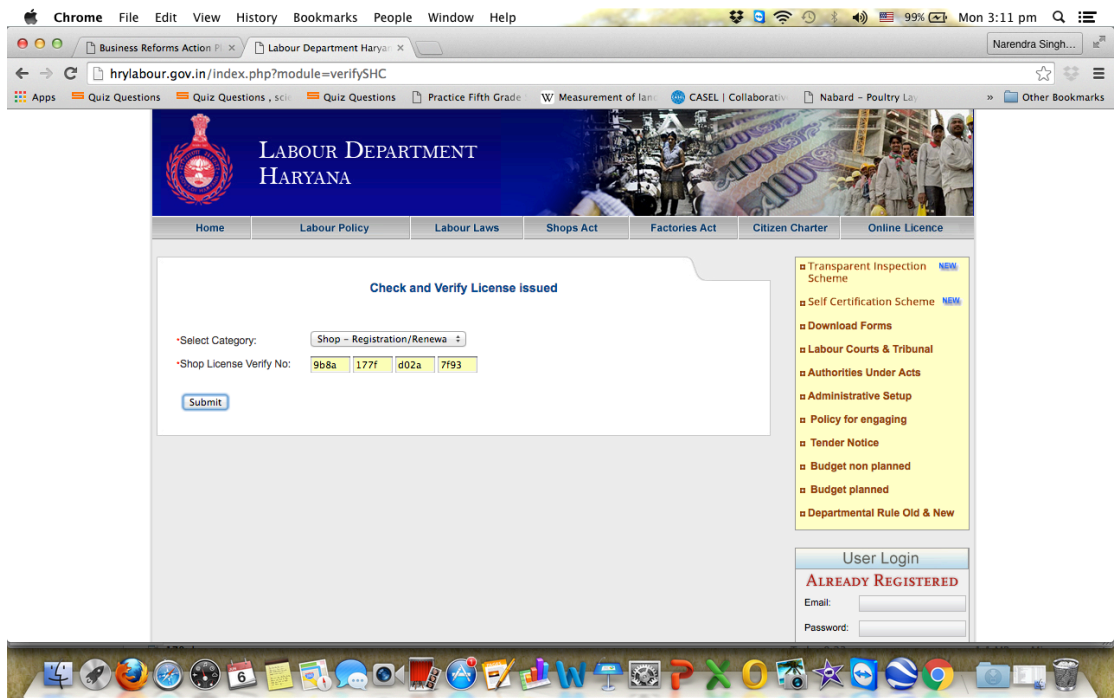 Chrome File Edit View History Bookmarks People Window Help 99% Mon 3:11 pm
Business Reforms Action Pl × Labour Department Harya × Narendra Singh...
hrylabour.gov.in/index.php?module=verifySHC
Apps Quiz Questions Quiz Questions , scie Quiz Questions Practice Fifth Grade W Measurement of lan CASEL | Collaborativ Nabard – Poultry Lay » Other Bookmarks
LABOUR DEPARTMENT
HARYANA
Home Labour Policy Labour Laws Shops Act Factories Act Citizen Charter Online Licence
Check and Verify License issued
*Select Category: Shop – Registration/Renewa
*Shop License Verify No: 9b8a 177f d02a 7f93
Submit
Transparent Inspection Scheme NEW
Self Certification Scheme NEW
Download Forms
Labour Courts & Tribunal
Authorities Under Acts
Administrative Setup
Policy for engaging
Tender Notice
Budget non planned
Budget planned
Departmental Rule Old & New
User Login
ALREADY REGISTERED
Email:
Password:
6